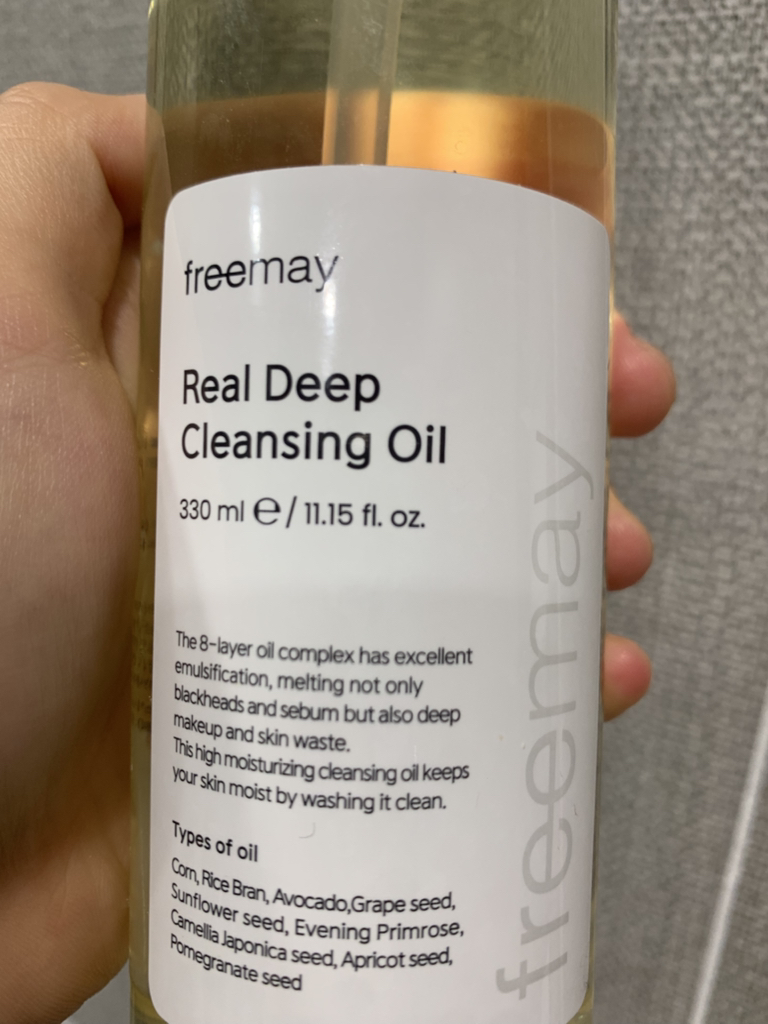 freemay
Real Deep
Cleansing Oil
330 ml ℮ / 11.15 fl. oz.
The 8-layer oil complex has excellent
emulsification, melting not only
blackheads and sebum but also deep
makeup and skin waste.
This high moisturizing cleansing oil keeps
your skin moist by washing it clean.
Types of oil
Corn, Rice Bran, Avocado,Grape seed,
Sunflower seed, Evening Primrose,
Camellia Japonica seed, Apricot seed,
Pomegranate seed
freemay